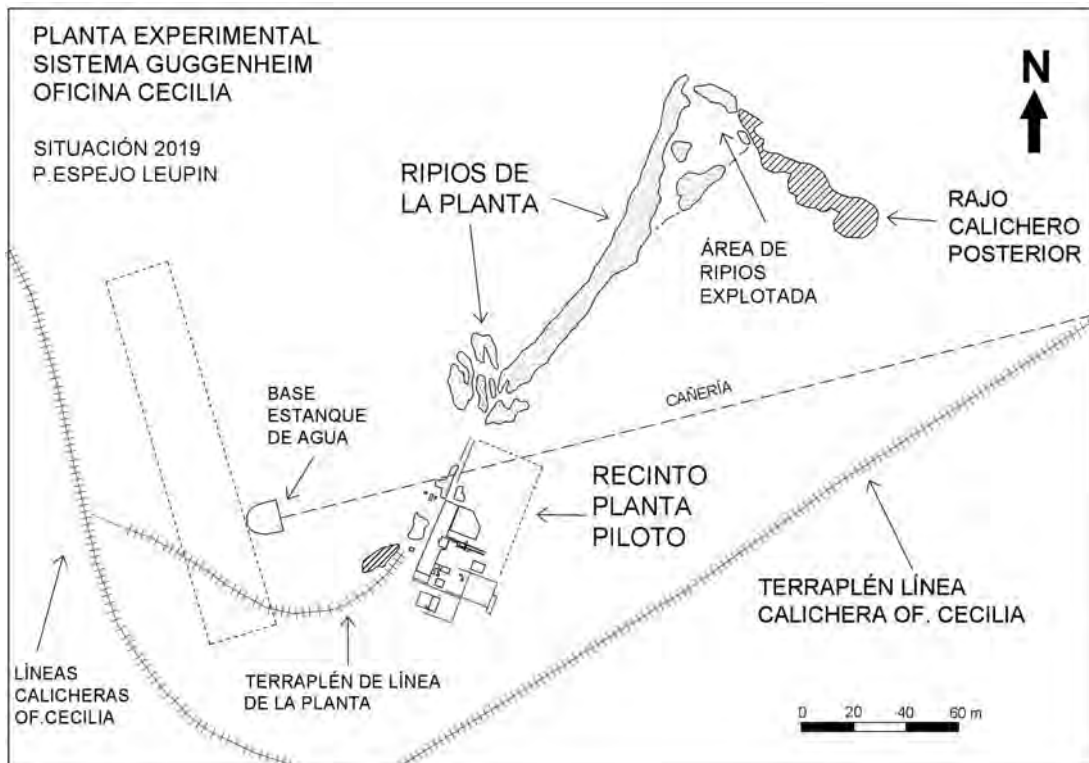 PLANTA EXPERIMENTAL
SISTEMA GUGGENHEIM
OFICINA CECILIA
SITUACIÓN 2019
P.ESPEJO LEUPIN
N
RIPIOS DE
LA PLANTA
RAJO
CALICHERO
POSTERIOR
ÁREA DE
RIPIOS
EXPLOTADA
BASE
ESTANQUE
DE AGUA
CAÑERÍA
RECINTO
PLANTA
PILOTO
TERRAPLÉN LÍNEA
CALICHERA OF. CECILIA
LÍNEAS
CALICHERAS
OF.CECILIA
TERRAPLÉN DE LÍNEA
DE LA PLANTA
0 20 40 60 m